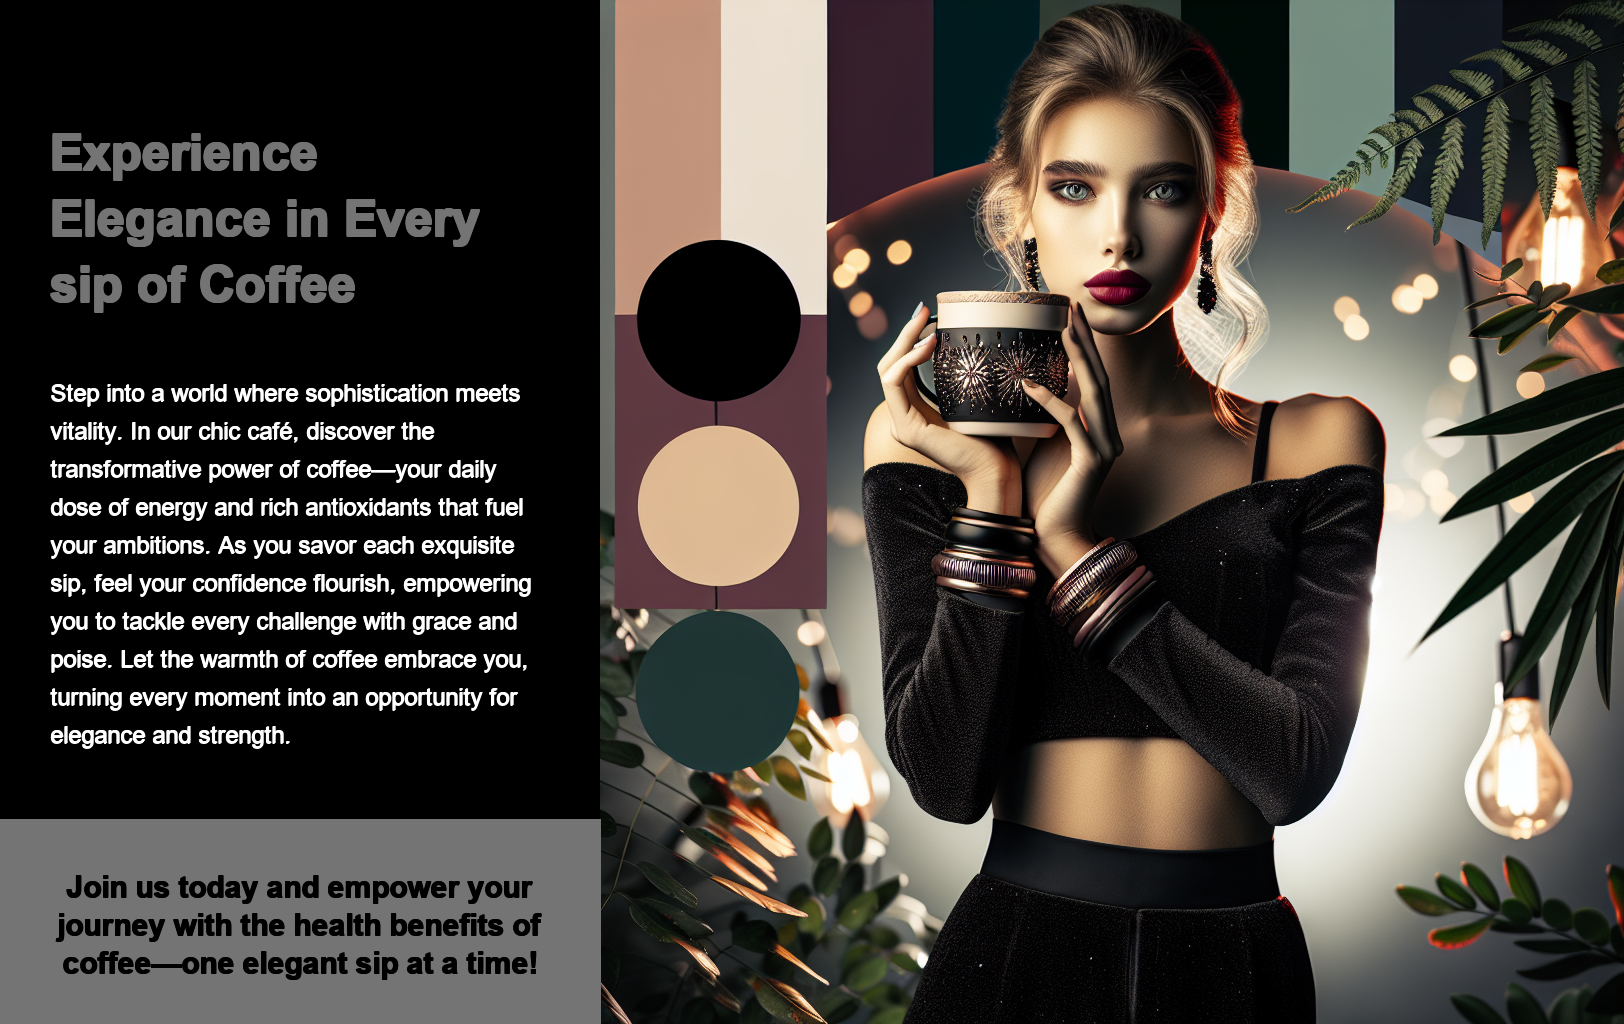 Experience
Elegance in Every
sip of Coffee
Step into a world where sophistication meets
vitality. In our chic café, discover the
transformative power of coffee—your daily
dose of energy and rich antioxidants that fuel
your ambitions. As you savor each exquisite
sip, feel your confidence flourish, empowering
you to tackle every challenge with grace and
poise. Let the warmth of coffee embrace you,
turning every moment into an opportunity for
elegance and strength.
Join us today and empower your
journey with the health benefits of
coffee—one elegant sip at a time!